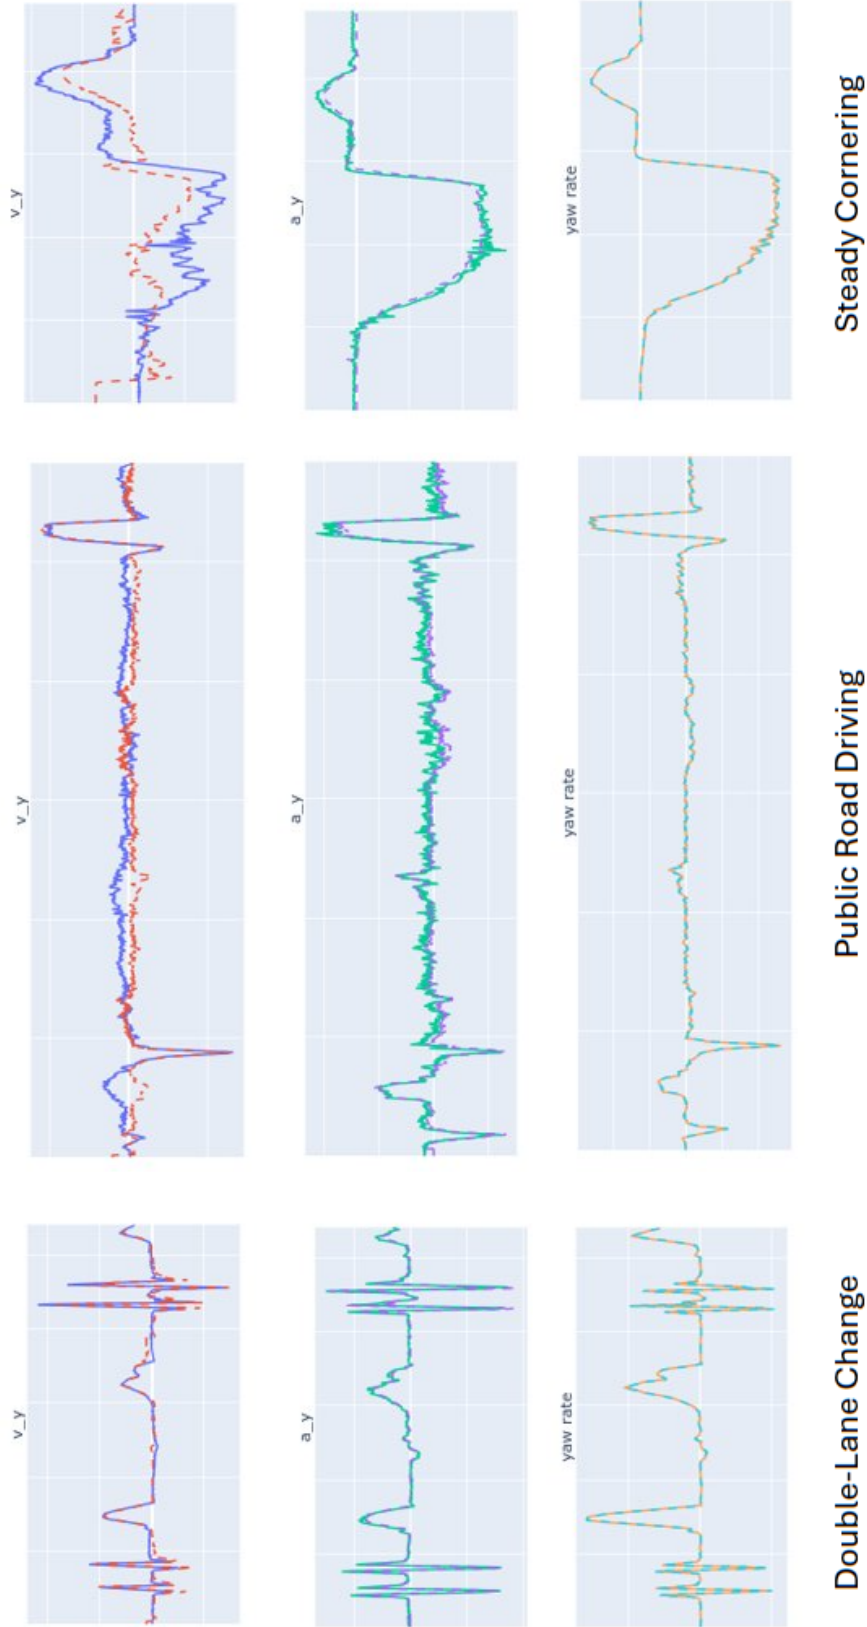 v_y
v_y
v_y
a_y
a_y
a_y
yaw rate
yaw rate
yaw rate
Double-Lane Change
Public Road Driving
Steady Cornering